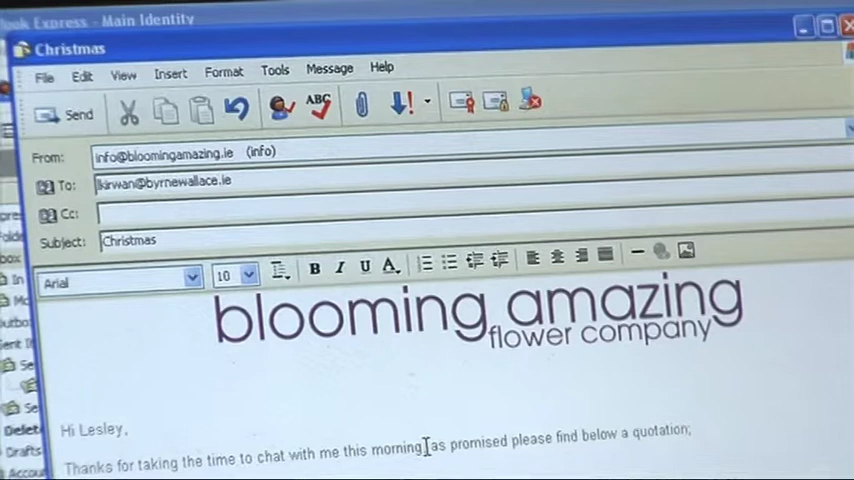 ook Express - Main Identity
Christmas
File Edit View Insert Format Tools Message Help
Send
ABC
From: info@bloomingamazing.ie (info)
To: lkirwan@byrnewallace.ie
Cc:
Subject: Christmas
Arial 10 B I U A
blooming amazing
flower company
Hi Lesley,
Thanks for taking the time to chat with me this morning as promised please find below a quotation;
Drafts